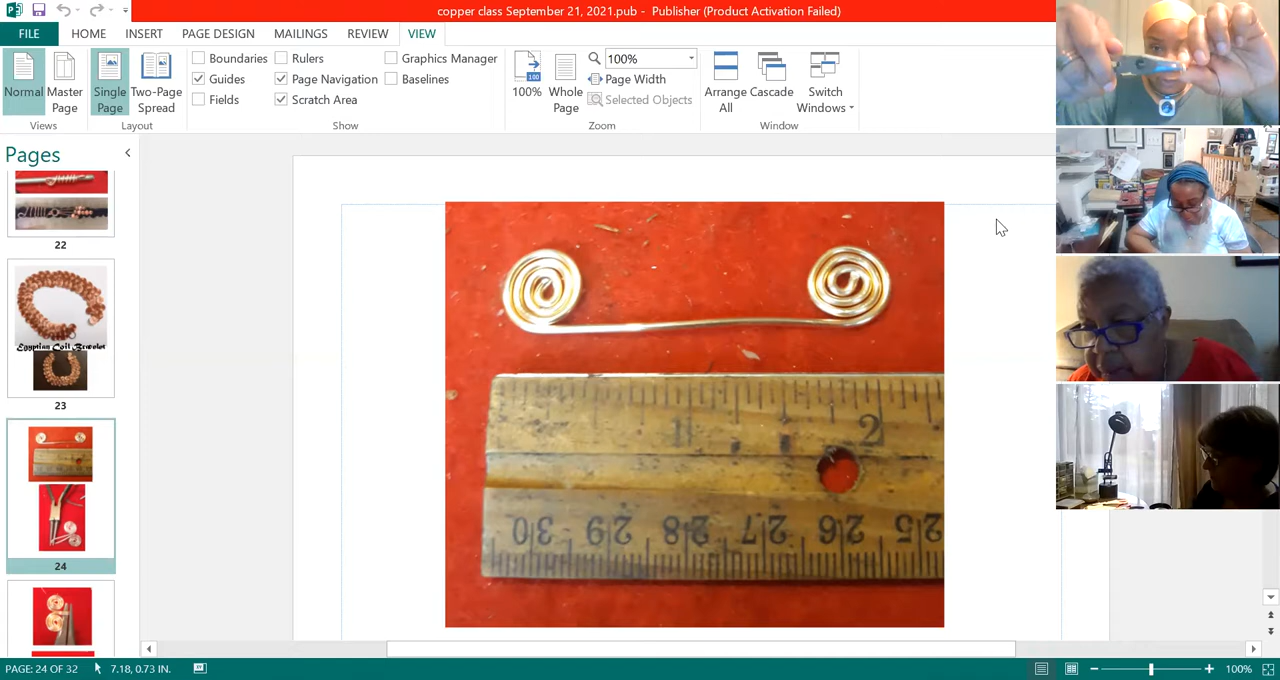 copper class September 21, 2021.pub - Publisher (Product Activation Failed)
FILE HOME INSERT PAGE DESIGN MAILINGS REVIEW VIEW
Normal Master Page Single Page Two-Page Spread
Boundaries Rulers Graphics Manager
Guides Page Navigation Baselines
Fields Scratch Area
100% Whole Page
100%
Page Width
Selected Objects
Arrange All Cascade Switch Windows
Views Layout Show Zoom Window
Pages
22
Egyptian Coil Bracelet
23
24
1 2
30 29 28 27 26 25
PAGE: 24 OF 32 7.18, 0.73 IN. 100%